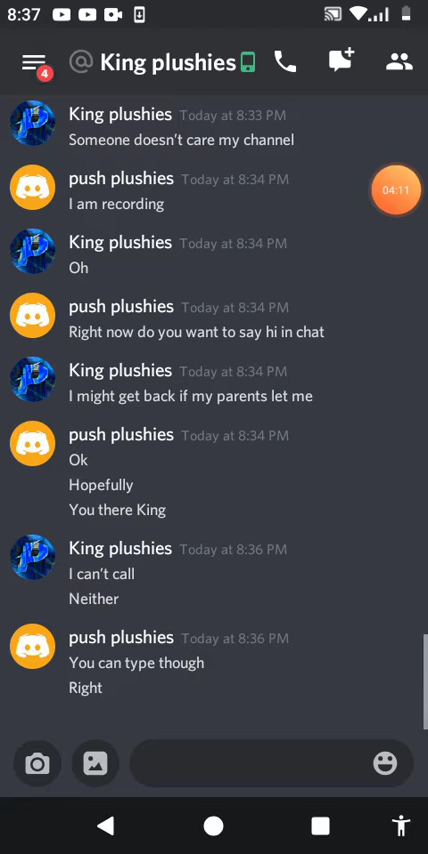 8:37
@ King plushies
4
King plushies Today at 8:33 PM
Someone doesn't care my channel
push plushies Today at 8:34 PM
04:11
I am recording
King plushies Today at 8:34 PM
Oh
push plushies Today at 8:34 PM
Right now do you want to say hi in chat
King plushies Today at 8:34 PM
I might get back if my parents let me
push plushies Today at 8:34 PM
Ok
Hopefully
You there King
King plushies Today at 8:36 PM
I can't call
Neither
push plushies Today at 8:36 PM
You can type though
Right